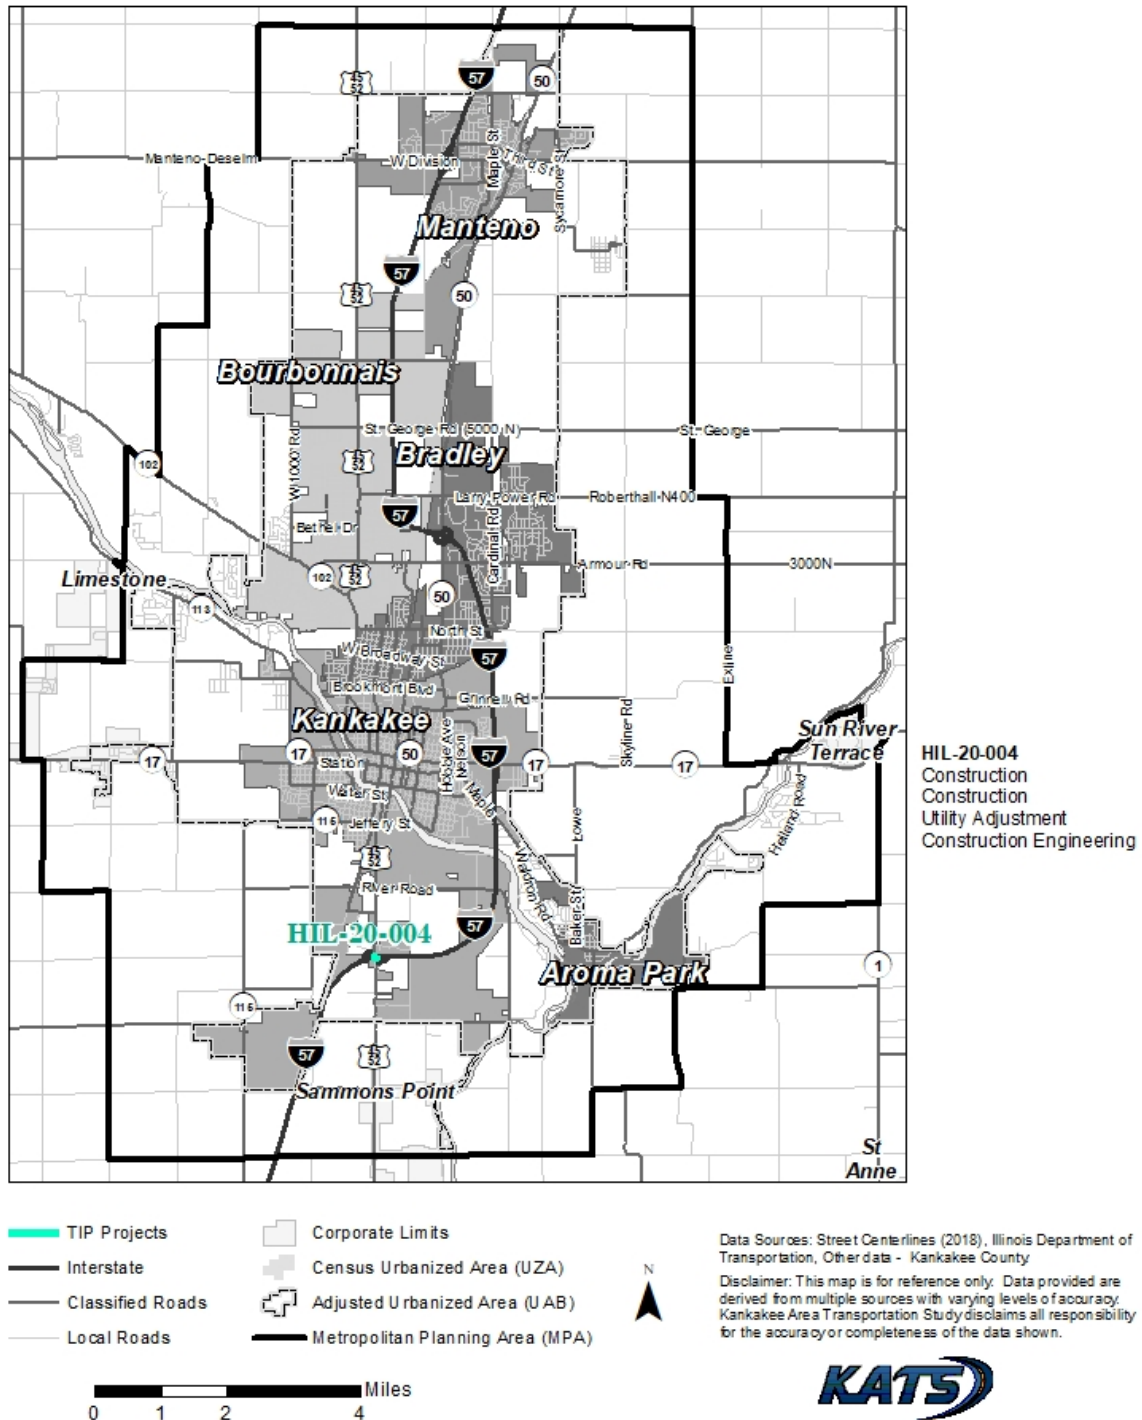 57
50
45
52
Manteno-Deselm
W Division
Maple St
Third St
Sycamore St
Manteno
57
45
52
50
Bourbonnais
St. George Rd (5000 N)
St. George
Bradley
W 1000 Rd
102
45
52
Larry Power Rd
Roberthall-N400
57
Bethel Dr
Cardinal Rd
Armour Rd
3000N
Limestone
102
45
52
113
50
North St
57
W Broadway St
Brookmont Blvd
Grinnell Rd
Exline
Skyline Rd
Kankakee
Sun River
Terrace
17
17
Station
50
Hobbie Ave
Nelson
57
17
17
Water St
Maple
115
Jeffery St
Lowe
Heiland Road
45
52
River Road
Waldron Rd
Baker St
HIL-20-004
57
Aroma Park
1
115
57
45
52
Sammons Point
St
Anne
HIL-20-004
Construction
Construction
Utility Adjustment
Construction Engineering
TIP Projects
Interstate
Classified Roads
Local Roads
Corporate Limits
Census Urbanized Area (UZA)
Adjusted Urbanized Area (UAB)
Metropolitan Planning Area (MPA)
N
Data Sources: Street Centerlines (2018), Illinois Department of
Transportation, Other data - Kankakee County
Disclaimer: This map is for reference only. Data provided are
derived from multiple sources with varying levels of accuracy.
Kankakee Area Transportation Study disclaims all responsibility
for the accuracy or completeness of the data shown.
Miles
0 1 2 4
KATS